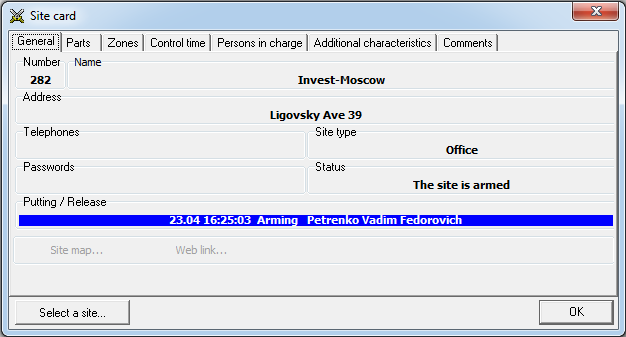 Site card
General Parts Zones Control time Persons in charge Additional characteristics Comments
Number Name
282 Invest-Moscow
Address
Ligovsky Ave 39
Telephones Site type
Office
Passwords Status
The site is armed
Putting / Release
23.04 16:25:03 Arming Petrenko Vadim Fedorovich
Site map... Web link...
Select a site... OK